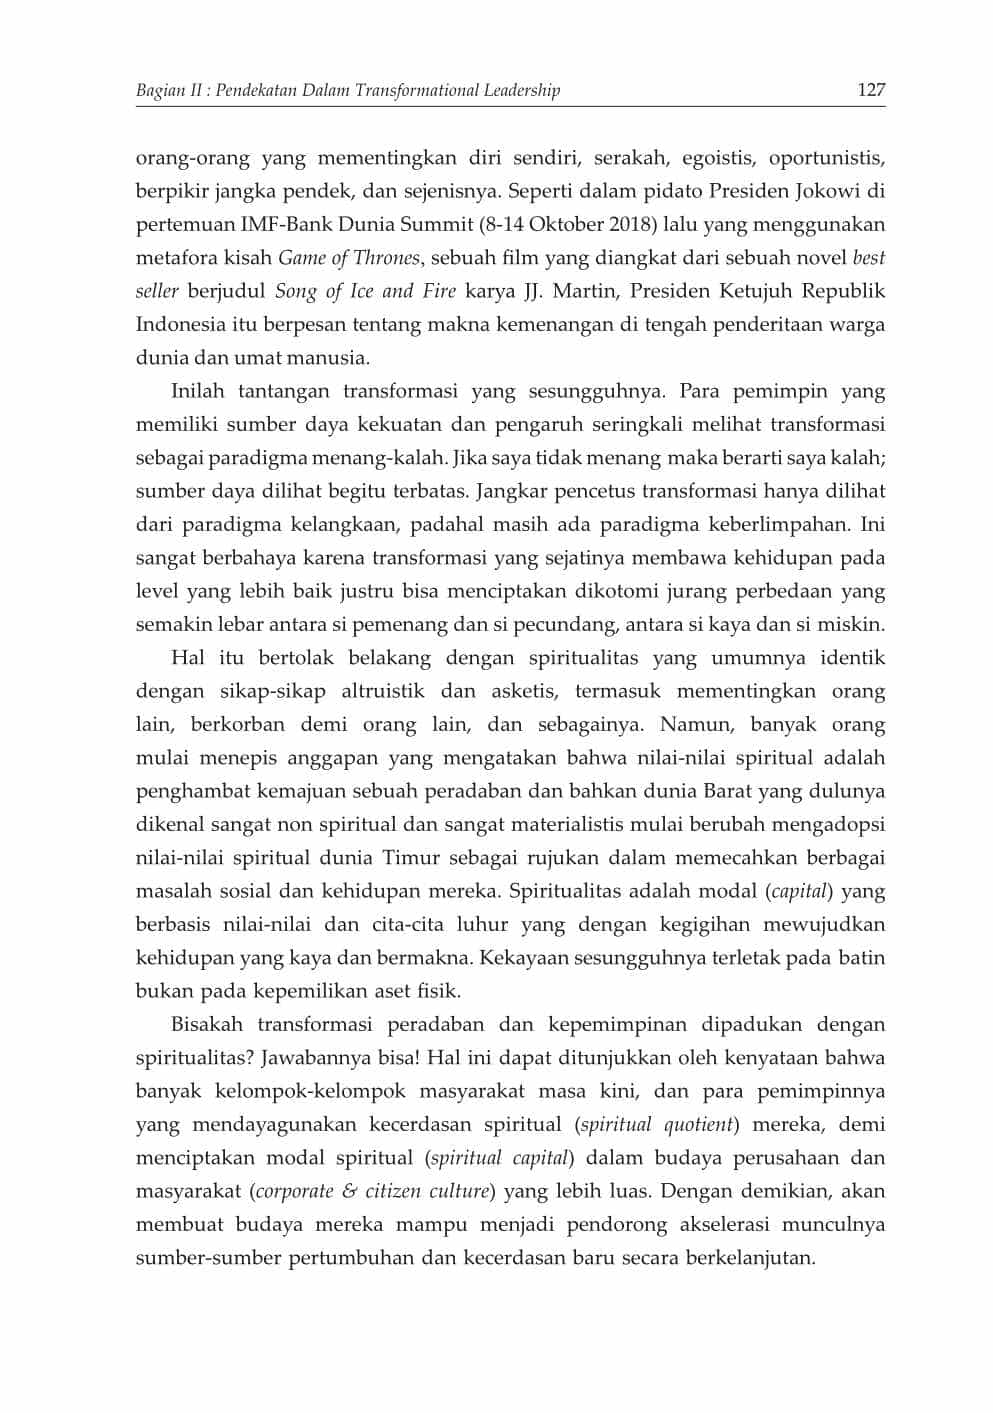 Bagian II : Pendekatan Dalam Transformational Leadership 127
orang-orang yang mementingkan diri sendiri, serakah, egoistis, oportunistis,
berpikir jangka pendek, dan sejenisnya. Seperti dalam pidato Presiden Jokowi di
pertemuan IMF-Bank Dunia Summit (8-14 Oktober 2018) lalu yang menggunakan
metafora kisah Game of Thrones, sebuah film yang diangkat dari sebuah novel best
seller berjudul Song of Ice and Fire karya JJ. Martin, Presiden Ketujuh Republik
Indonesia itu berpesan tentang makna kemenangan di tengah penderitaan warga
dunia dan umat manusia.
Inilah tantangan transformasi yang sesungguhnya. Para pemimpin yang
memiliki sumber daya kekuatan dan pengaruh seringkali melihat transformasi
sebagai paradigma menang-kalah. Jika saya tidak menang maka berarti saya kalah;
sumber daya dilihat begitu terbatas. Jangkar pencetus transformasi hanya dilihat
dari paradigma kelangkaan, padahal masih ada paradigma keberlimpahan. Ini
sangat berbahaya karena transformasi yang sejatinya membawa kehidupan pada
level yang lebih baik justru bisa menciptakan dikotomi jurang perbedaan yang
semakin lebar antara si pemenang dan si pecundang, antara si kaya dan si miskin.
Hal itu bertolak belakang dengan spiritualitas yang umumnya identik
dengan sikap-sikap altruistik dan asketis, termasuk mementingkan orang
lain, berkorban demi orang lain, dan sebagainya. Namun, banyak orang
mulai menepis anggapan yang mengatakan bahwa nilai-nilai spiritual adalah
penghambat kemajuan sebuah peradaban dan bahkan dunia Barat yang dulunya
dikenal sangat non spiritual dan sangat materialistis mulai berubah mengadopsi
nilai-nilai spiritual dunia Timur sebagai rujukan dalam memecahkan berbagai
masalah sosial dan kehidupan mereka. Spiritualitas adalah modal (capital) yang
berbasis nilai-nilai dan cita-cita luhur yang dengan kegigihan mewujudkan
kehidupan yang kaya dan bermakna. Kekayaan sesungguhnya terletak pada batin
bukan pada kepemilikan aset fisik.
Bisakah transformasi peradaban dan kepemimpinan dipadukan dengan
spiritualitas? Jawabannya bisa! Hal ini dapat ditunjukkan oleh kenyataan bahwa
banyak kelompok-kelompok masyarakat masa kini, dan para pemimpinnya
yang mendayagunakan kecerdasan spiritual (spiritual quotient) mereka, demi
menciptakan modal spiritual (spiritual capital) dalam budaya perusahaan dan
masyarakat (corporate & citizen culture) yang lebih luas. Dengan demikian, akan
membuat budaya mereka mampu menjadi pendorong akselerasi munculnya
sumber-sumber pertumbuhan dan kecerdasan baru secara berkelanjutan.